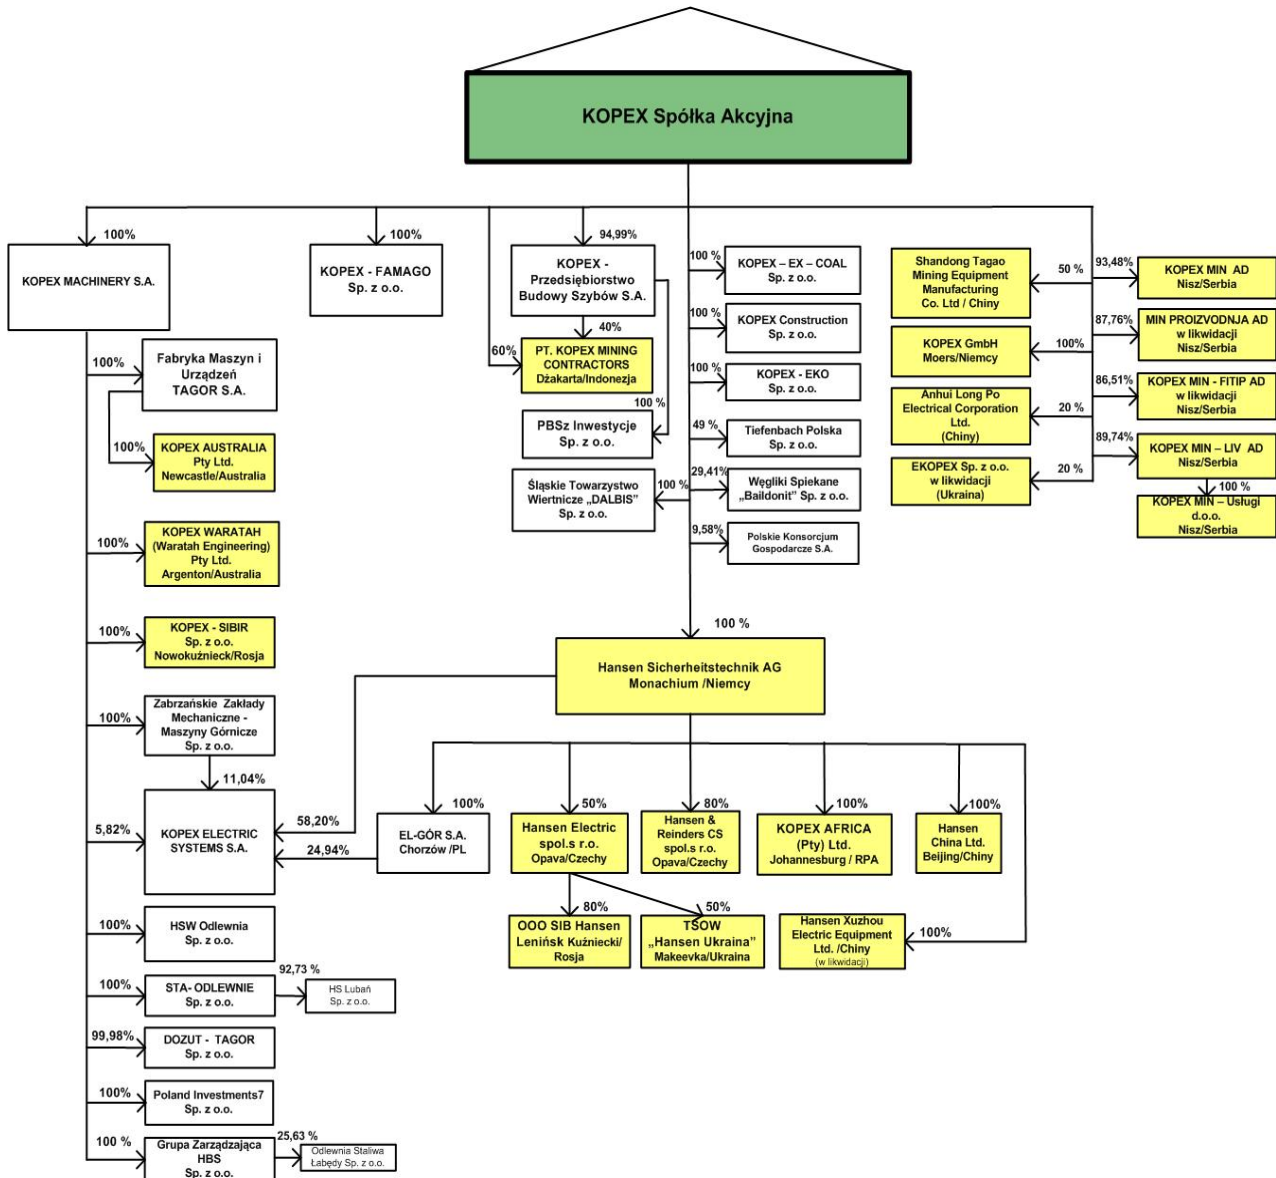 KOPEX Spółka Akcyjna
100%
KOPEX MACHINERY S.A.
100%
KOPEX - FAMAGO
Sp. z o.o.
94,99%
KOPEX -
Przedsiębiorstwo
Budowy Szybów S.A.
40%
60%
PT. KOPEX MINING
CONTRACTORS
Dżakarta/Indonezja
100 %
PBSz Inwestycje
Sp. z o.o.
100 %
Śląskie Towarzystwo
Wiertnicze „DALBIS”
Sp. z o.o.
100 %
KOPEX – EX – COAL
Sp. z o.o.
100 %
KOPEX Construction
Sp. z o.o.
100 %
KOPEX - EKO
Sp. z o.o.
49 %
Tiefenbach Polska
Sp. z o.o.
29,41%
Węgliki Spiekane
„Baildonit” Sp. z o.o.
9,58%
Polskie Konsorcjum
Gospodarcze S.A.
Shandong Tagao
Mining Equipment
Manufacturing
Co. Ltd / Chiny
50 %
KOPEX GmbH
Moers/Niemcy
100%
Anhui Long Po
Electrical Corporation
Ltd.
(Chiny)
20 %
EKOPEX Sp. z o.o.
w likwidacji
(Ukraina)
20 %
93,48%
KOPEX MIN  AD
Nisz/Serbia
87,76%
MIN PROIZVODNJA AD
w likwidacji
Nisz/Serbia
86,51%
KOPEX MIN - FITIP AD
w likwidacji
Nisz/Serbia
89,74%
KOPEX MIN – LIV  AD
Nisz/Serbia
100 %
KOPEX MIN – Usługi
d.o.o.
Nisz/Serbia
100%
Fabryka Maszyn i
Urządzeń
TAGOR S.A.
100%
KOPEX AUSTRALIA
Pty Ltd.
Newcastle/Australia
100%
KOPEX WARATAH
(Waratah Engineering)
Pty Ltd.
Argenton/Australia
100%
KOPEX - SIBIR
Sp. z o.o.
Nowokuźnieck/Rosja
100%
Zabrzańskie  Zakłady
Mechaniczne -
Maszyny Górnicze
Sp. z o.o.
11,04%
5,82%
KOPEX ELECTRIC
SYSTEMS S.A.
58,20%
24,94%
100%
HSW Odlewnia
Sp. z o.o.
100%
STA- ODLEWNIE
Sp. z o.o.
92,73 %
HS Lubań
Sp. z o.o.
99,98%
DOZUT -  TAGOR
Sp. z o.o.
100%
Poland Investments7
Sp. z o.o.
100 %
Grupa Zarządzająca
HBS
Sp. z o.o.
25,63 %
Odlewnia Staliwa
Łabędy Sp. z o.o.
100 %
Hansen Sicherheitstechnik AG
Monachium /Niemcy
100%
EL-GÓR S.A.
Chorzów /PL
50%
Hansen Electric
spol.s r.o.
Opava/Czechy
80%
Hansen &
Reinders CS
spol.s r.o.
Opava/Czechy
100%
KOPEX AFRICA
(Pty) Ltd.
Johannesburg / RPA
100%
Hansen
China Ltd.
Beijing/Chiny
80%
OOO SIB Hansen
Lenińsk Kuźniecki/
Rosja
50%
TSOW
„Hansen Ukraina”
Makeevka/Ukraina
Hansen Xuzhou
Electric Equipment
Ltd. /Chiny
(w likwidacji)
100%